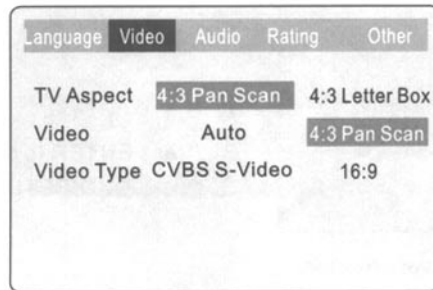 Language Video Audio Rating Other
TV Aspect 4:3 Pan Scan 4:3 Letter Box
Video Auto 4:3 Pan Scan
Video Type CVBS S-Video 16:9